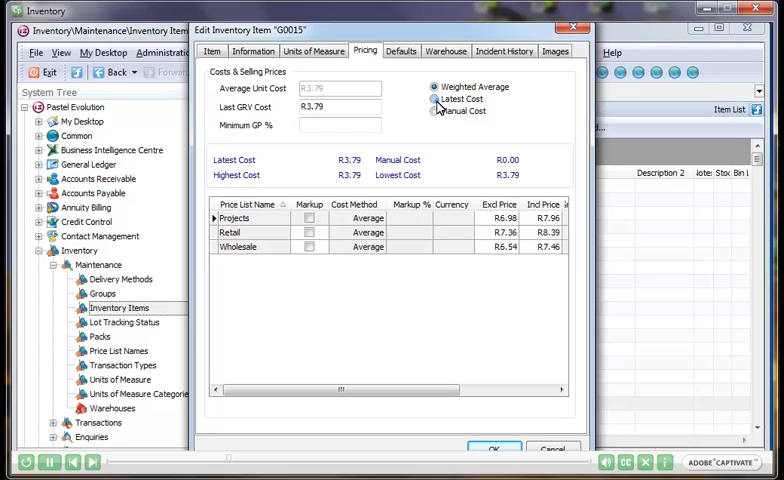 Inventory
Inventory\Maintenance\Inventory Item
File View My Desktop Administra
Help
Exit Back Forward
System Tree
Pastel Evolution
My Desktop
Common
Business Intelligence Centre
General Ledger
Accounts Receivable
Accounts Payable
Annuity Billing
Credit Control
Contact Management
Inventory
Maintenance
Delivery Methods
Groups
Inventory Items
Lot Tracking Status
Packs
Price List Names
Transaction Types
Units of Measure
Units of Measure Categorie
Warehouses
Transactions
Enquiries
Edit Inventory Item "G0015"
Item Information Units of Measure Pricing Defaults Warehouse Incident History Images
Costs & Selling Prices
Average Unit Cost R3.79
Last GRV Cost R3.79
Minimum GP %
Weighted Average
Latest Cost
Manual Cost
Latest Cost R3.79 Manual Cost R0.00
Highest Cost R3.79 Lowest Cost R3.79
Price List Name Markup Cost Method Markup % Currency Excl Price Incl Price
Projects Average R6.98 R7.96
Retail Average R7.36 R8.39
Wholesale Average R6.54 R7.46
OK Cancel
Item List
Description 2 Notes Stoc Bin L
CC
ADOBE CAPTIVATE